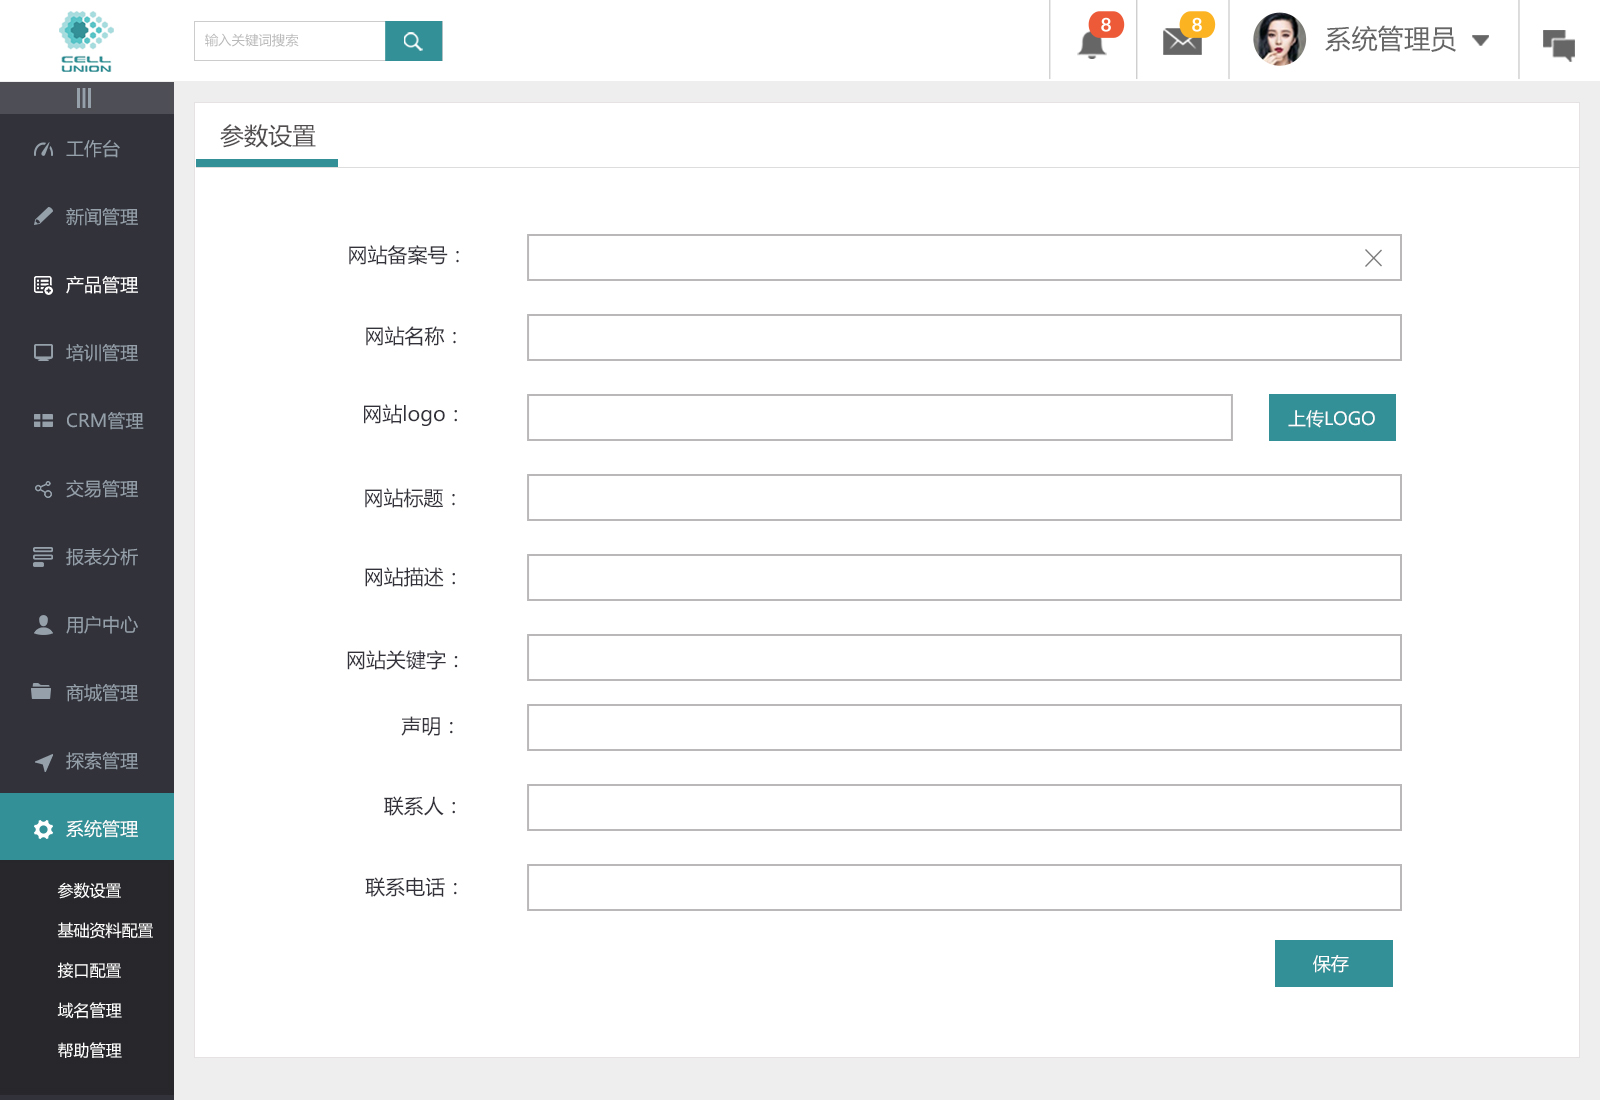 CELL
UNION
输入关键词搜索
8
8
系统管理员
工作台
新闻管理
产品管理
培训管理
CRM管理
交易管理
报表分析
用户中心
商城管理
探索管理
系统管理
参数设置
基础资料配置
接口配置
域名管理
帮助管理
参数设置
网站备案号：
网站名称：
网站logo：
上传LOGO
网站标题：
网站描述：
网站关键字：
声明：
联系人：
联系电话：
保存